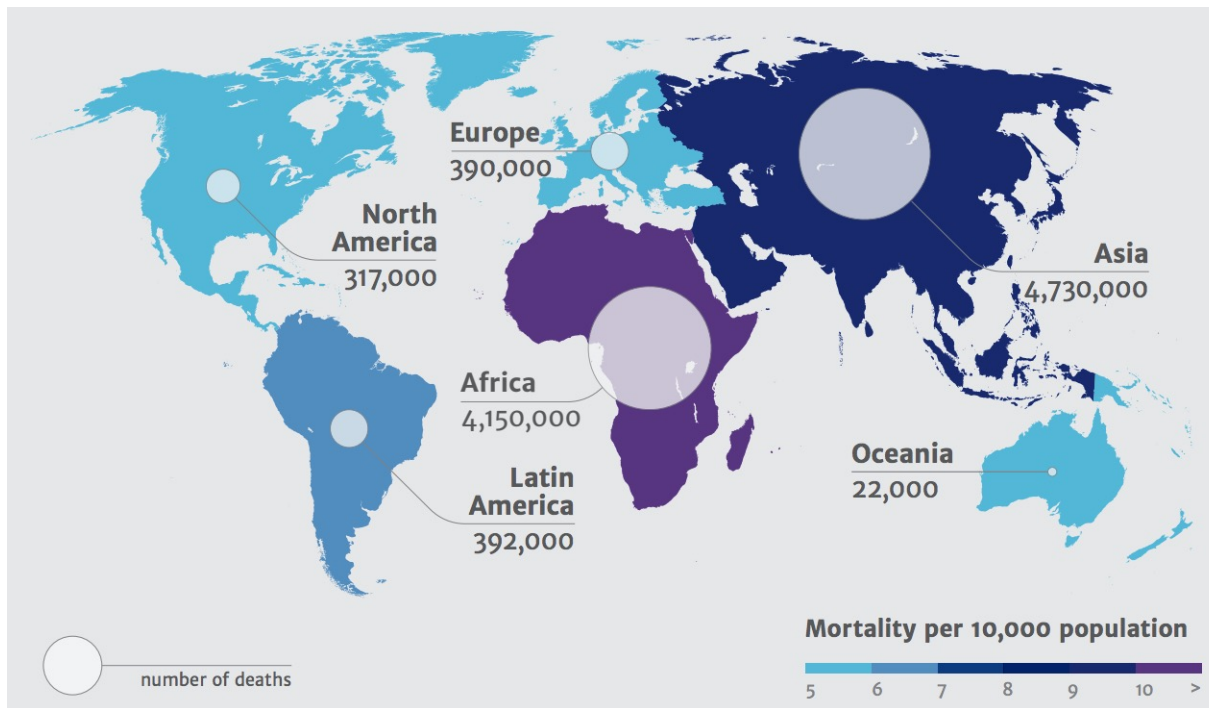 Europe
390,000
North
America
317,000
Asia
4,730,000
Africa
4,150,000
Oceania
22,000
Latin
America
392,000
Mortality per 10,000 population
number of deaths
5 6 7 8 9 10 >